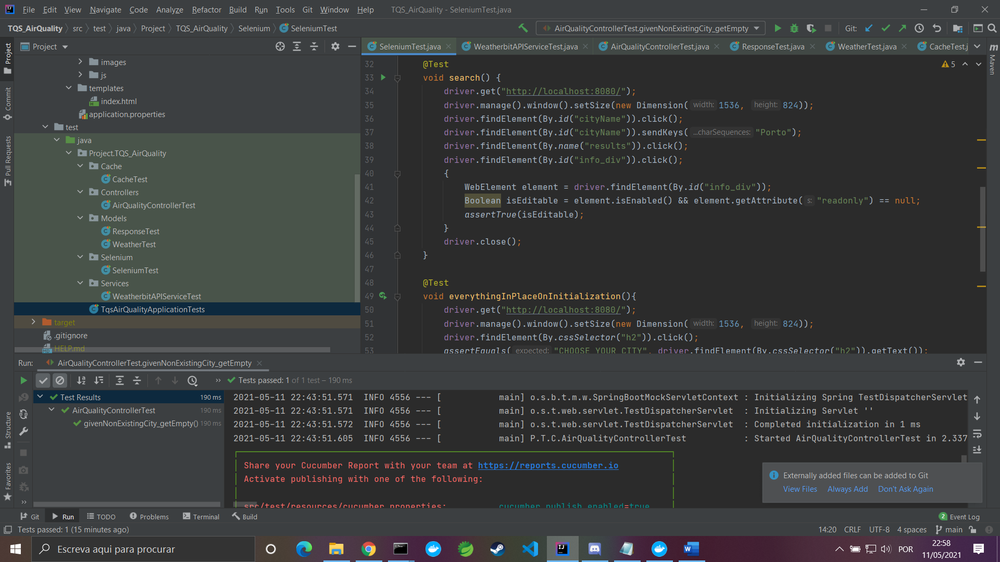 File Edit View Navigate Code Analyze Refactor Build Run Tools Git Window Help TQS_AirQuality - SeleniumTest.java
TQS_AirQuality src test java Project TQS_AirQuality Selenium SeleniumTest AirQualityControllerTest.givenNonExistingCity_getEmpty Git:
Project
SeleniumTest.java WeatherbitAPIServiceTest.java AirQualityControllerTest.java ResponseTest.java WeatherTest.java CacheTest.j
Project
Commit
Pull Requests
Structure
Favorites
Maven
images
js
templates
index.html
application.properties
test
java
Project.TQS_AirQuality
Cache
CacheTest
Controllers
AirQualityControllerTest
Models
ResponseTest
WeatherTest
Selenium
SeleniumTest
Services
WeatherbitAPIServiceTest
TqsAirQualityApplicationTests
target
.gitignore
HELP.md
5
32 @Test
33 void search() {
34 driver.get("http://localhost:8080/");
35 driver.manage().window().setSize(new Dimension( width: 1536, height: 824));
36 driver.findElement(By.id("cityName")).click();
37 driver.findElement(By.id("cityName")).sendKeys( ...charSequences: "Porto");
38 driver.findElement(By.name("results")).click();
39 driver.findElement(By.id("info_div")).click();
40 {
41 WebElement element = driver.findElement(By.id("info_div"));
42 Boolean isEditable = element.isEnabled() && element.getAttribute( s: "readonly") == null;
43 assertTrue(isEditable);
44 }
45 driver.close();
46 }
47
48 @Test
49 void everythingInPlaceOnInitialization(){
50 driver.get("http://localhost:8080/");
51 driver.manage().window().setSize(new Dimension( width: 1536, height: 824));
52 driver.findElement(By.cssSelector("h2")).click();
53 assertEquals( expected: "CHOOSE YOUR CITY", driver.findElement(By.cssSelector("h2")).getText());
Run: AirQualityControllerTest.givenNonExistingCity_getEmpty
Tests passed: 1 of 1 test – 190 ms
Test Results 190 ms
AirQualityControllerTest 190 ms
givenNonExistingCity_getEmpty() 190 ms
2021-05-11 22:43:51.571 INFO 4556 --- [ main] o.s.b.t.m.w.SpringBootMockServletContext : Initializing Spring TestDispatcherServlet
2021-05-11 22:43:51.571 INFO 4556 --- [ main] o.s.t.web.servlet.TestDispatcherServlet : Initializing Servlet ''
2021-05-11 22:43:51.572 INFO 4556 --- [ main] o.s.t.web.servlet.TestDispatcherServlet : Completed initialization in 1 ms
2021-05-11 22:43:51.605 INFO 4556 --- [ main] P.T.C.AirQualityControllerTest : Started AirQualityControllerTest in 2.337
Share your Cucumber Report with your team at https://reports.cucumber.io
Activate publishing with one of the following:
src/test/resources/cucumber.properties: cucumber.publish.enabled=true
Externally added files can be added to Git
View Files Always Add Don't Ask Again
Git Run TODO Problems Terminal Build 2 Event Log
Tests passed: 1 (15 minutes ago) 14:20 CRLF UTF-8 4 spaces main
Escreva aqui para procurar
POR
22:58
11/05/2021